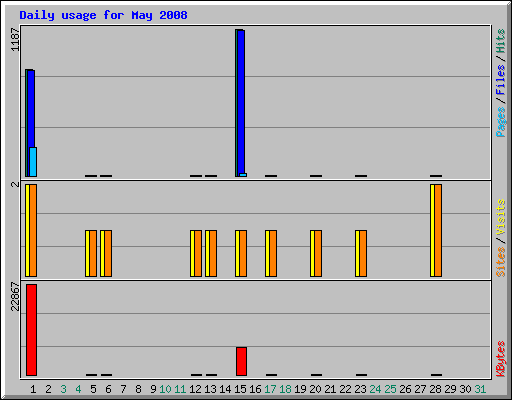 Daily usage for May 2008
1187
Pages/Files/Hits
2
Sites/Visits
22867
KBytes
1 2 3 4 5 6 7 8 9 10 11 12 13 14 15 16 17 18 19 20 21 22 23 24 25 26 27 28 29 30 31